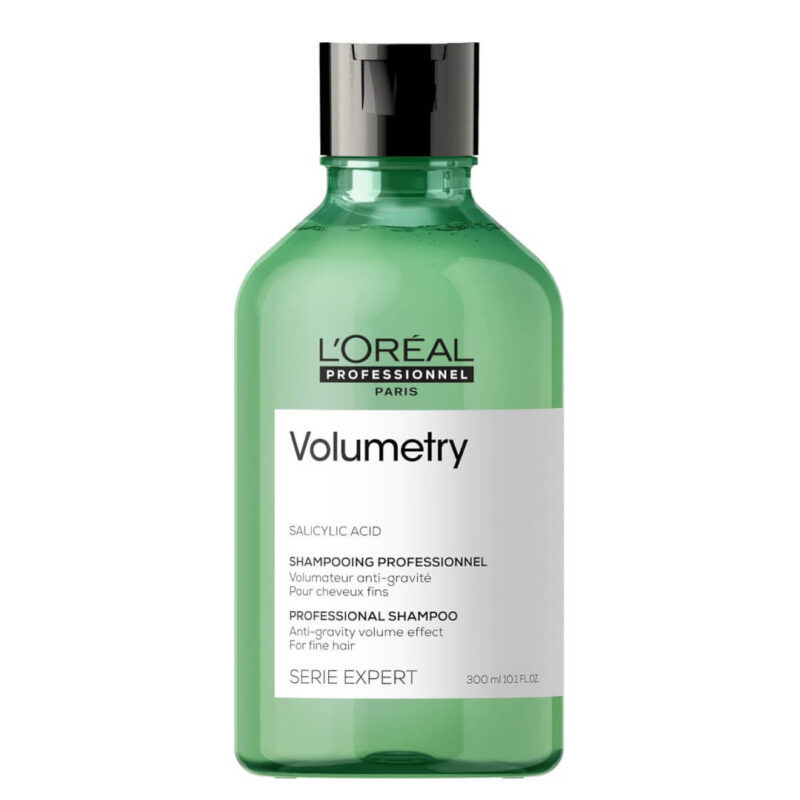 L'ORÉAL
PROFESSIONNEL
PARIS
Volumetry
SALICYLIC ACID
SHAMPOOING PROFESSIONNEL
Volumateur anti-gravité
Pour cheveux fins
PROFESSIONAL SHAMPOO
Anti-gravity volume effect
For fine hair
SERIE EXPERT 300 ml 10.1 FL.OZ.